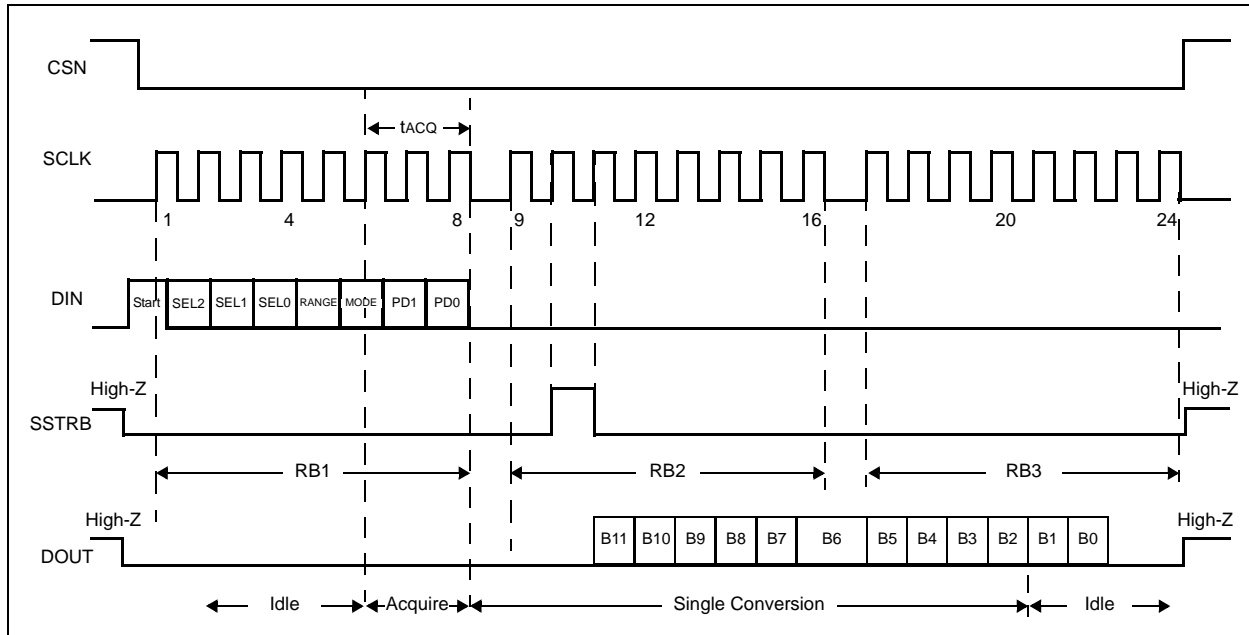 CSN
tACQ
SCLK
1 4 8 9 12 16 20 24
DIN Start SEL2 SEL1 SEL0 RANGE MODE PD1 PD0
High-Z High-Z
SSTRB
RB1 RB2 RB3
High-Z High-Z
DOUT B11 B10 B9 B8 B7 B6 B5 B4 B3 B2 B1 B0
Idle Acquire Single Conversion Idle